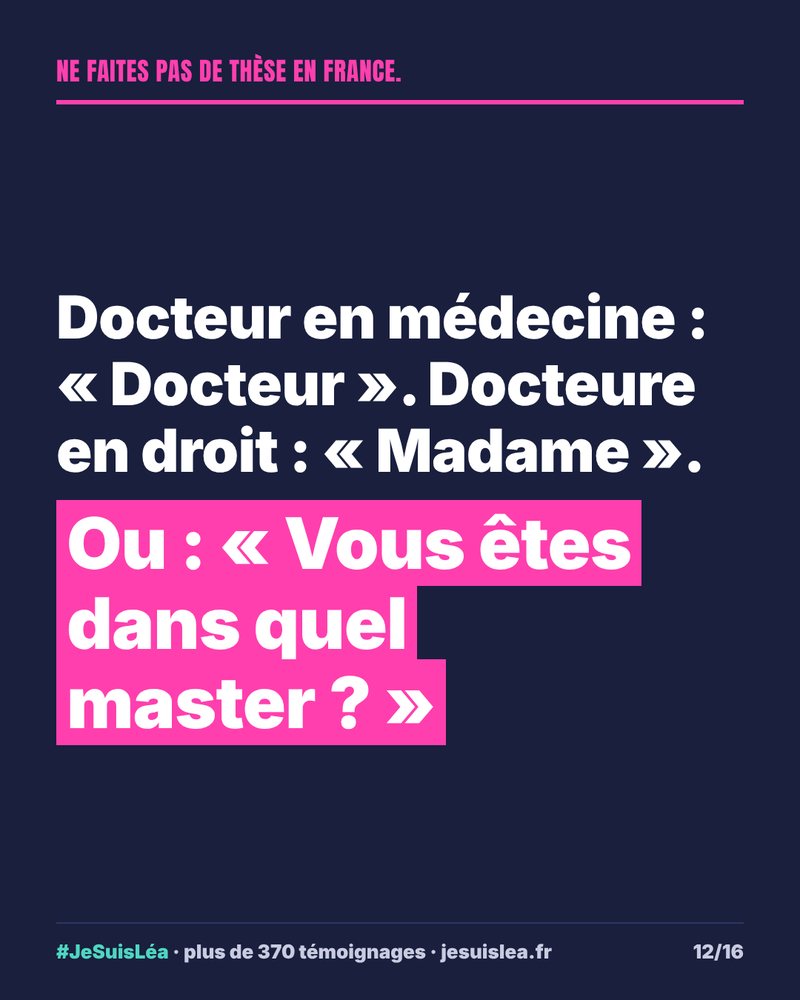 NE FAITES PAS DE THÈSE EN FRANCE.
Docteur en médecine :
« Docteur ». Docteure
en droit : « Madame ».
Ou : « Vous êtes
dans quel
master ? »
#JeSuisLéa · plus de 370 témoignages · jesuislea.fr 12/16